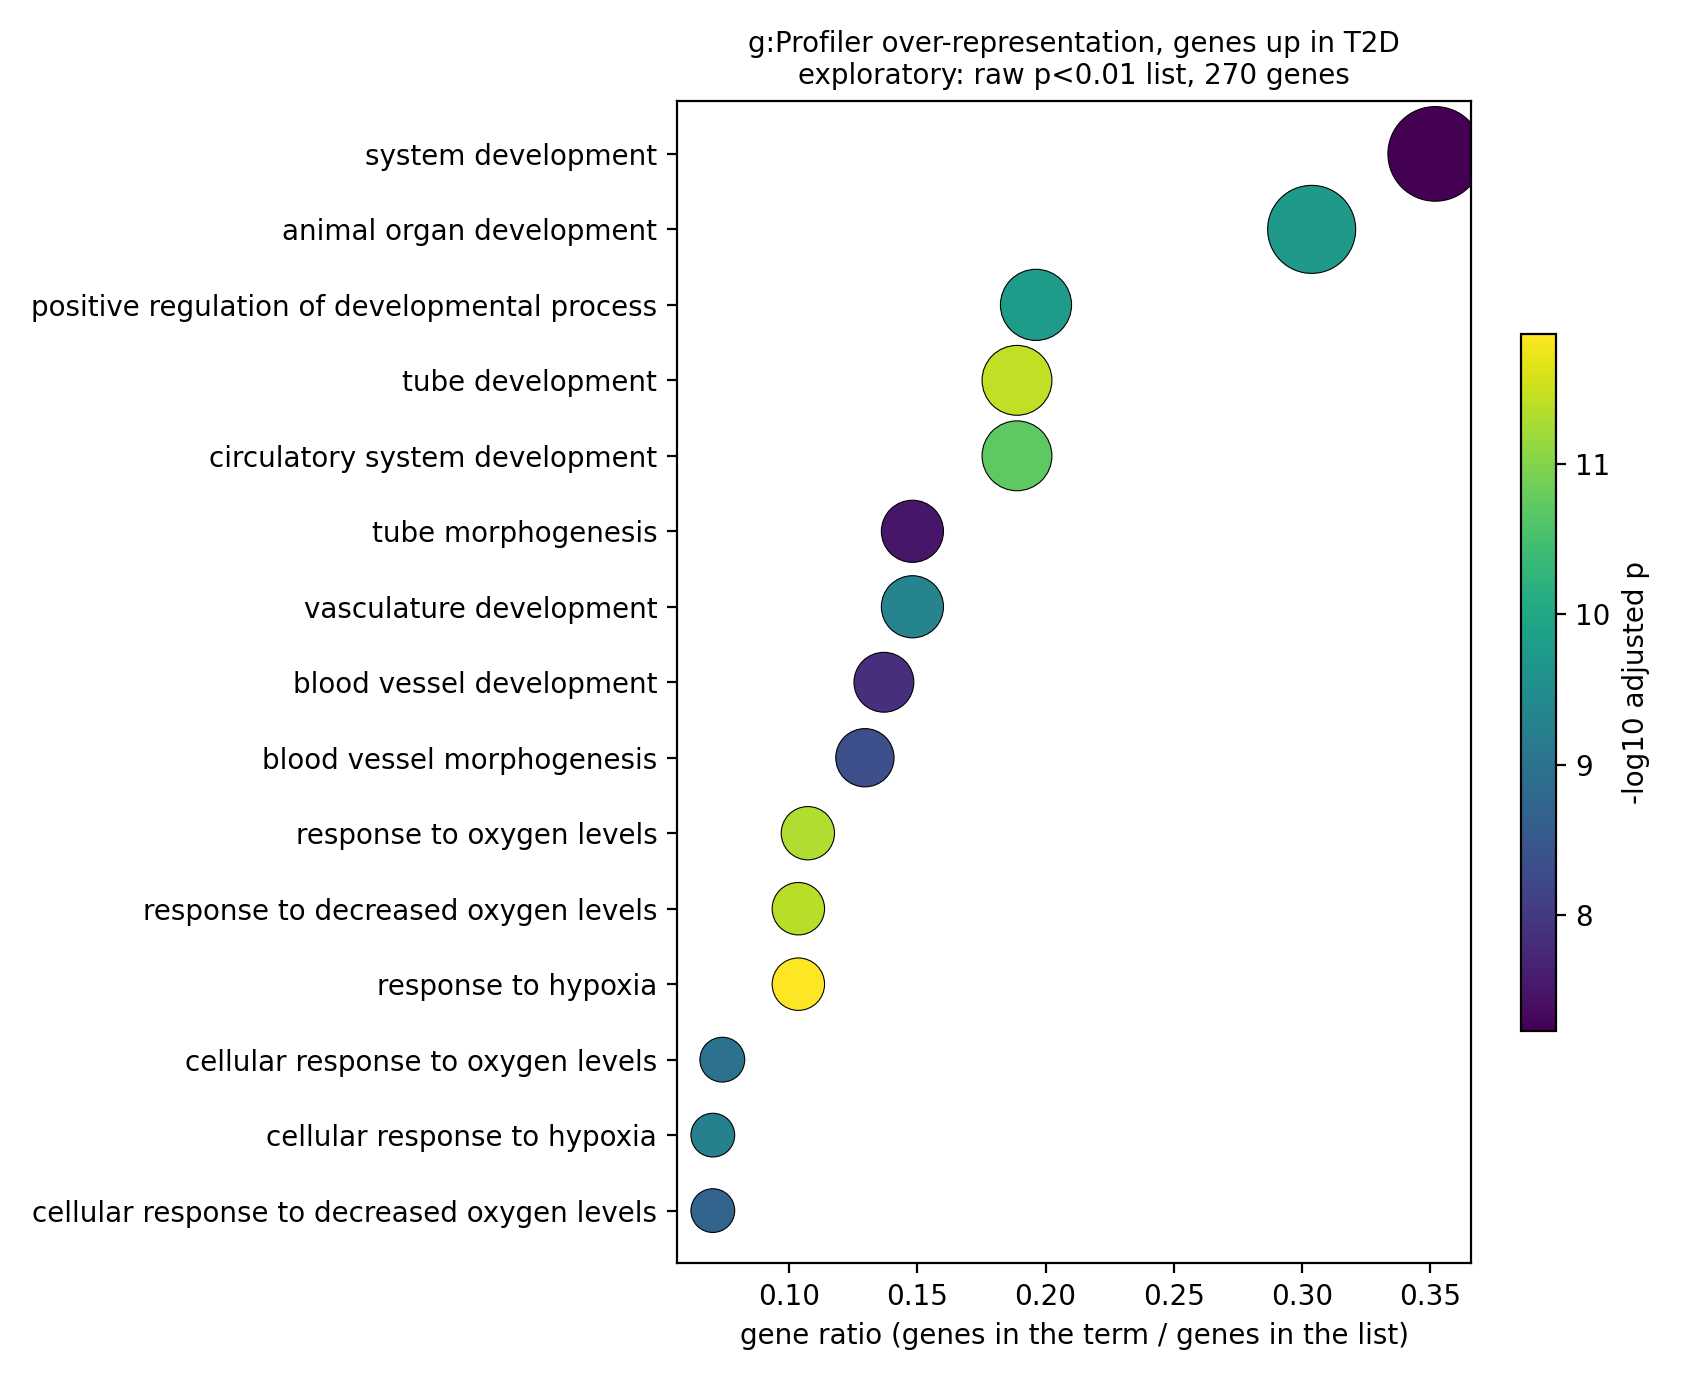 g:Profiler over-representation, genes up in T2D
exploratory: raw p<0.01 list, 270 genes
system development
animal organ development
positive regulation of developmental process
tube development
circulatory system development
tube morphogenesis
vasculature development
blood vessel development
blood vessel morphogenesis
response to oxygen levels
response to decreased oxygen levels
response to hypoxia
cellular response to oxygen levels
cellular response to hypoxia
cellular response to decreased oxygen levels
0.10 0.15 0.20 0.25 0.30 0.35
gene ratio (genes in the term / genes in the list)
11
10
9
8
-log10 adjusted p